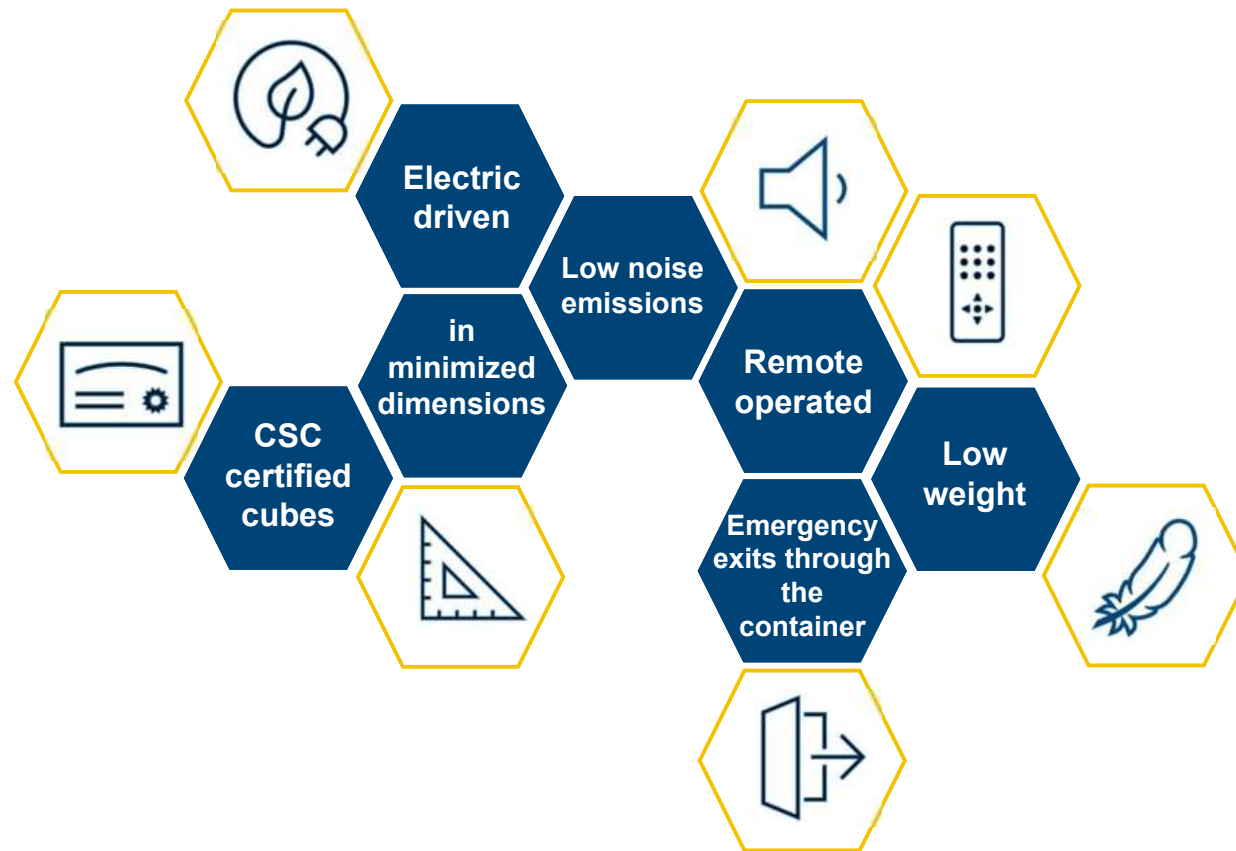 Electric
driven
Low noise
emissions
in
minimized
dimensions
Remote
operated
CSC
certified
cubes
Low
weight
Emergency
exits through
the
container